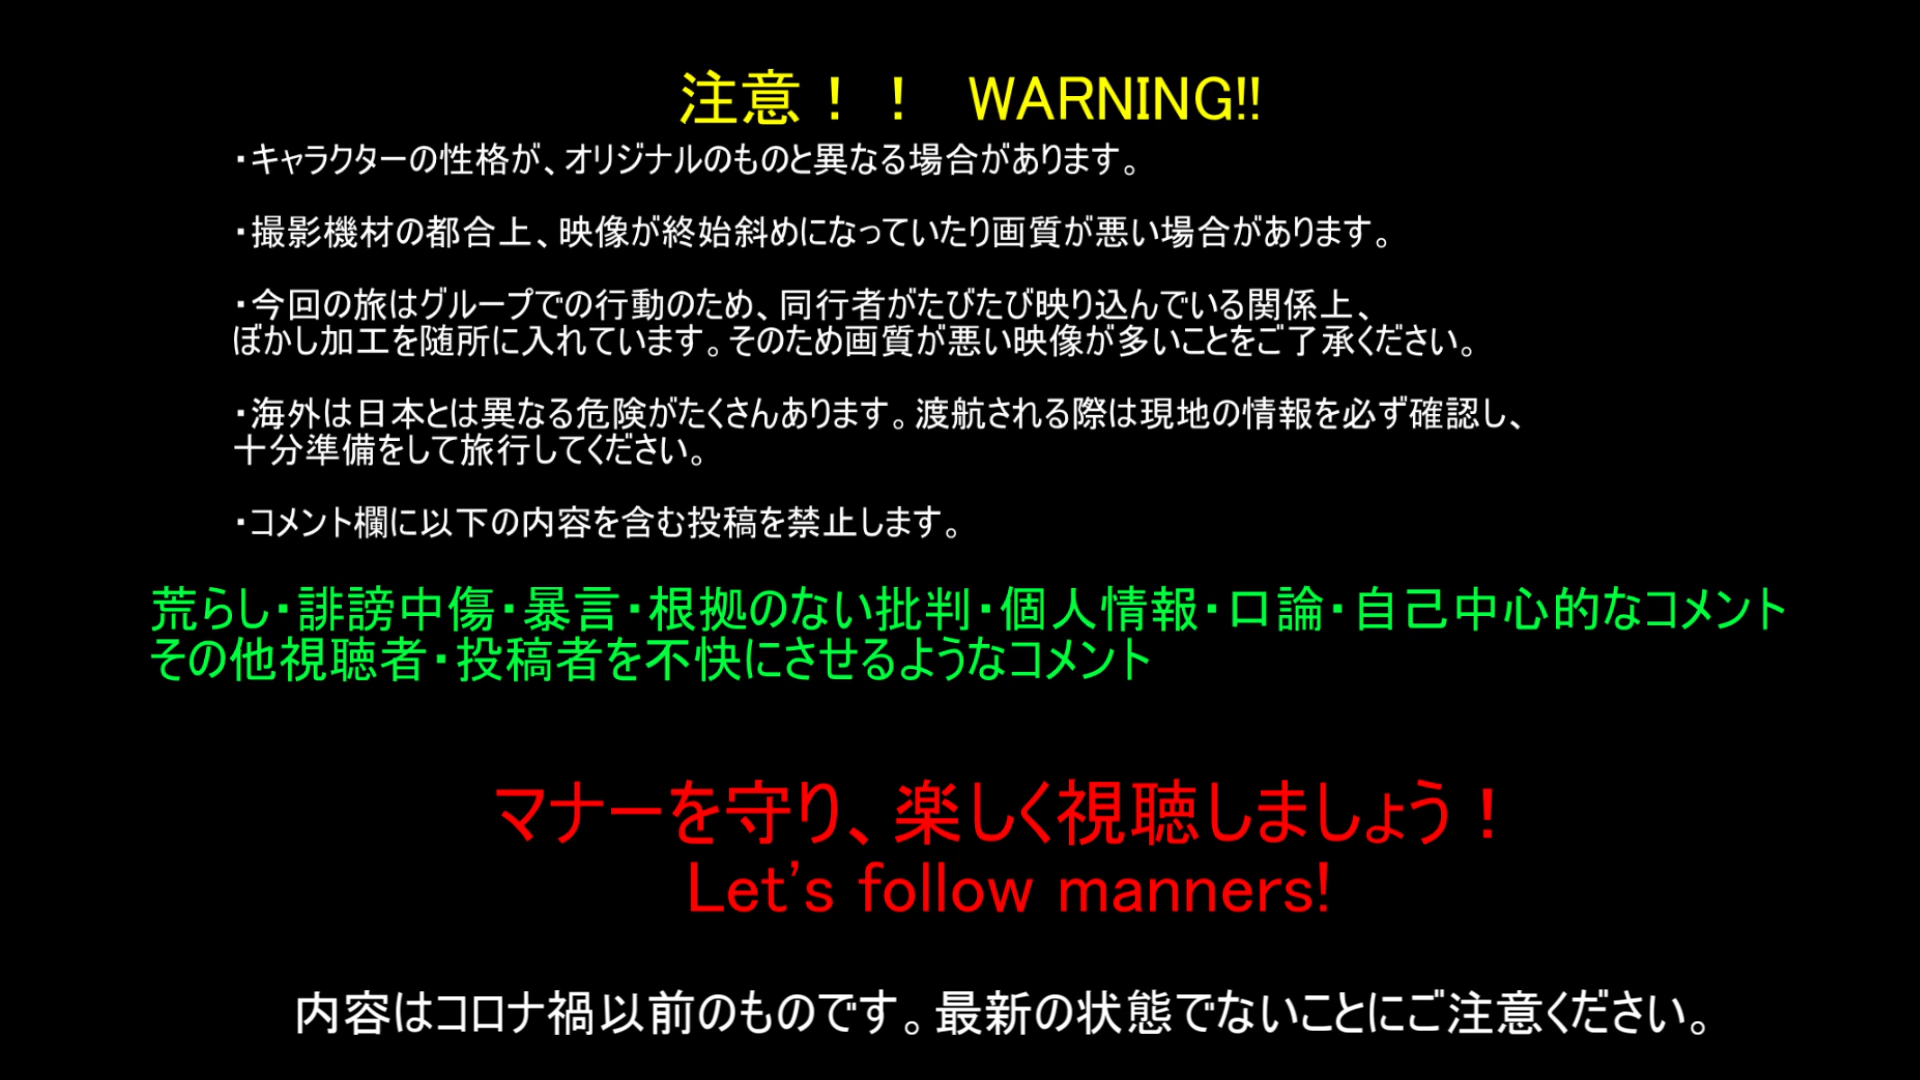 注意！！　WARNING!!
・キャラクターの性格が、オリジナルのものと異なる場合があります。
・撮影機材の都合上、映像が終始斜めになっていたり画質が悪い場合があります。
・今回の旅はグループでの行動のため、同行者がたびたび映り込んでいる関係上、
ぼかし加工を随所に入れています。そのため画質が悪い映像が多いことをご了承ください。
・海外は日本とは異なる危険がたくさんあります。渡航される際は現地の情報を必ず確認し、
十分準備をして旅行してください。
・コメント欄に以下の内容を含む投稿を禁止します。
荒らし・誹謗中傷・暴言・根拠のない批判・個人情報・口論・自己中心的なコメント
その他視聴者・投稿者を不快にさせるようなコメント
マナーを守り、楽しく視聴しましょう！
Let's follow manners!
内容はコロナ禍以前のものです。最新の状態でないことにご注意ください。